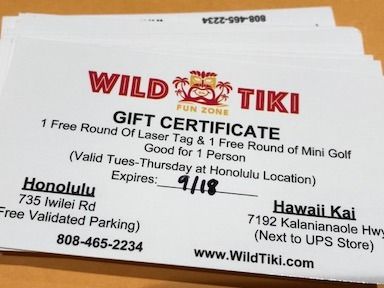 808-465-2234
WILD TIKI
FUN ZONE
GIFT CERTIFICATE
1 Free Round Of Laser Tag & 1 Free Round of Mini Golf
Good for 1 Person
(Valid Tues-Thursday at Honolulu Location)
Expires: 9/18
Honolulu
735 Iwilei Rd
Free Validated Parking)
808-465-2234
Hawaii Kai
7192 Kalanianaole Hwy
(Next to UPS Store)
www.WildTiki.com